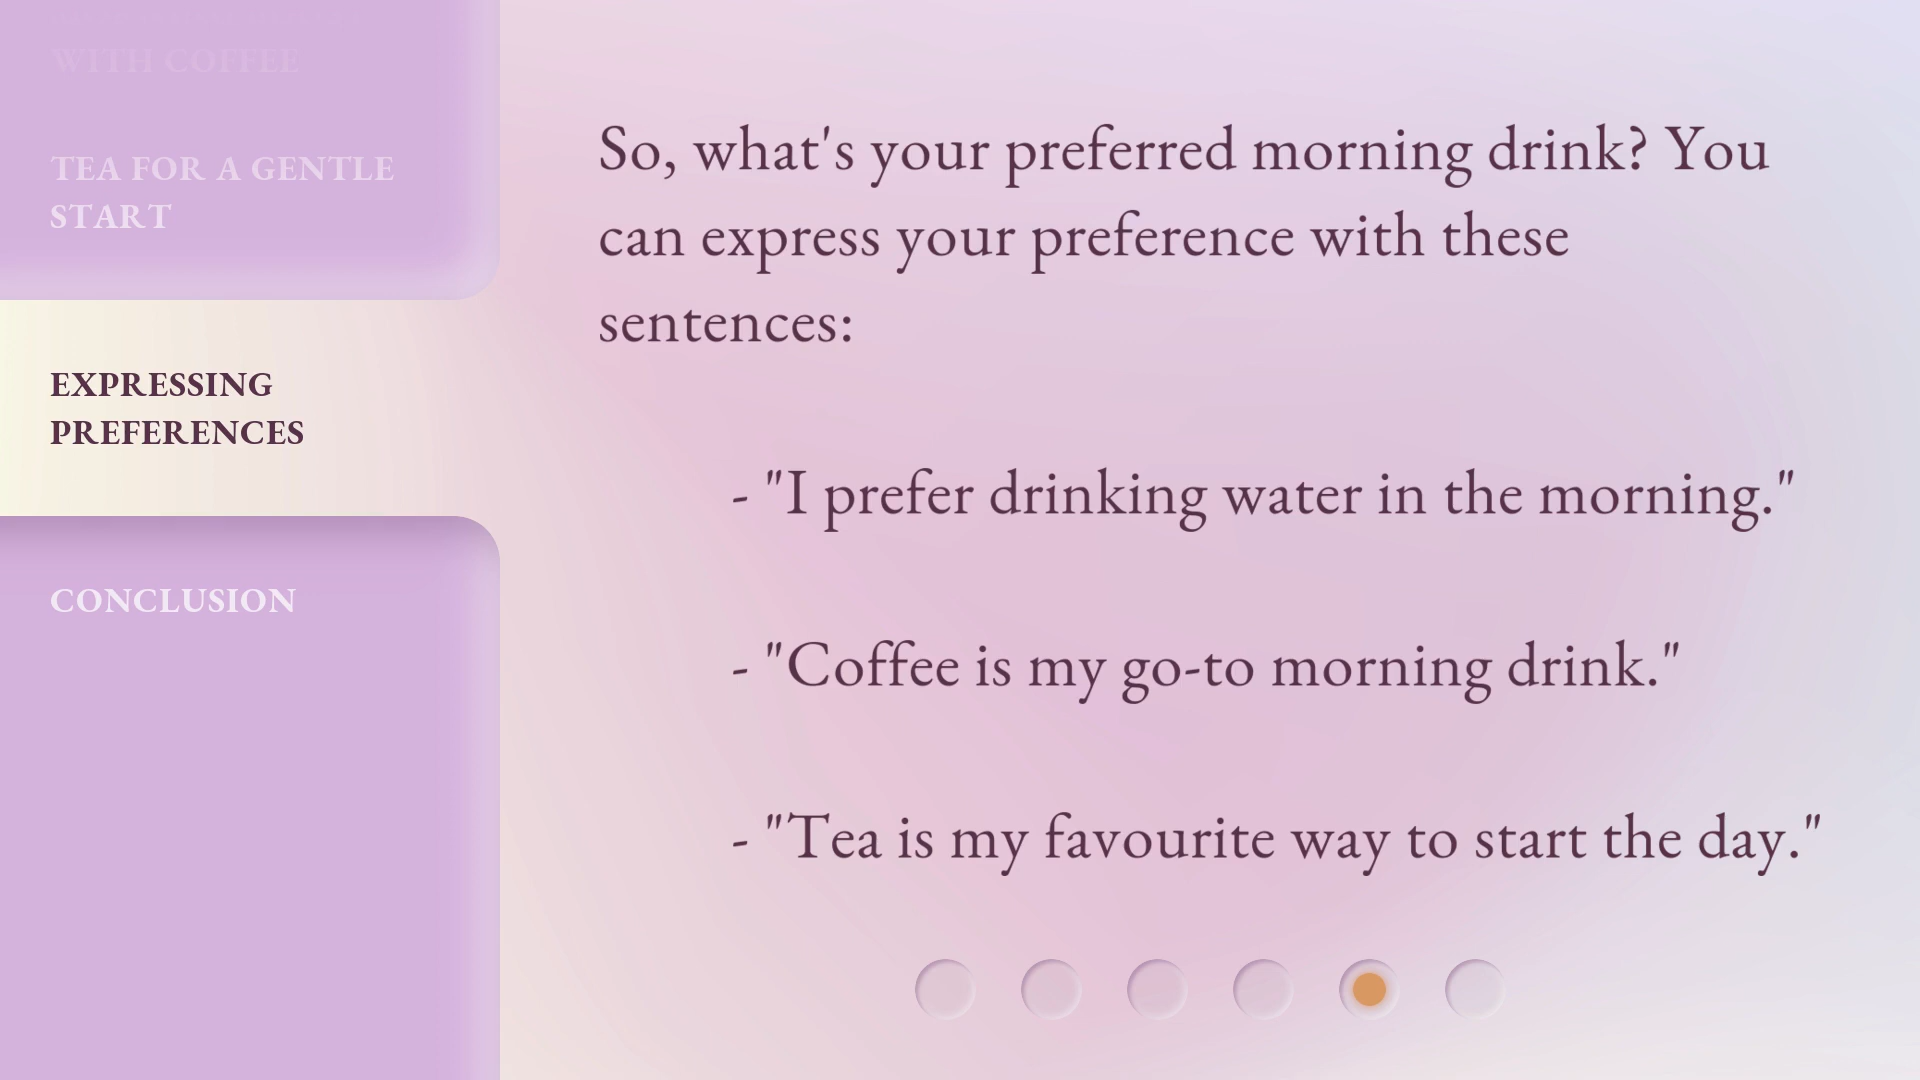 WITH COFFEE
TEA FOR A GENTLE
START
EXPRESSING
PREFERENCES
CONCLUSION
So, what's your preferred morning drink? You
can express your preference with these
sentences:
- "I prefer drinking water in the morning."
- "Coffee is my go-to morning drink."
- "Tea is my favourite way to start the day."